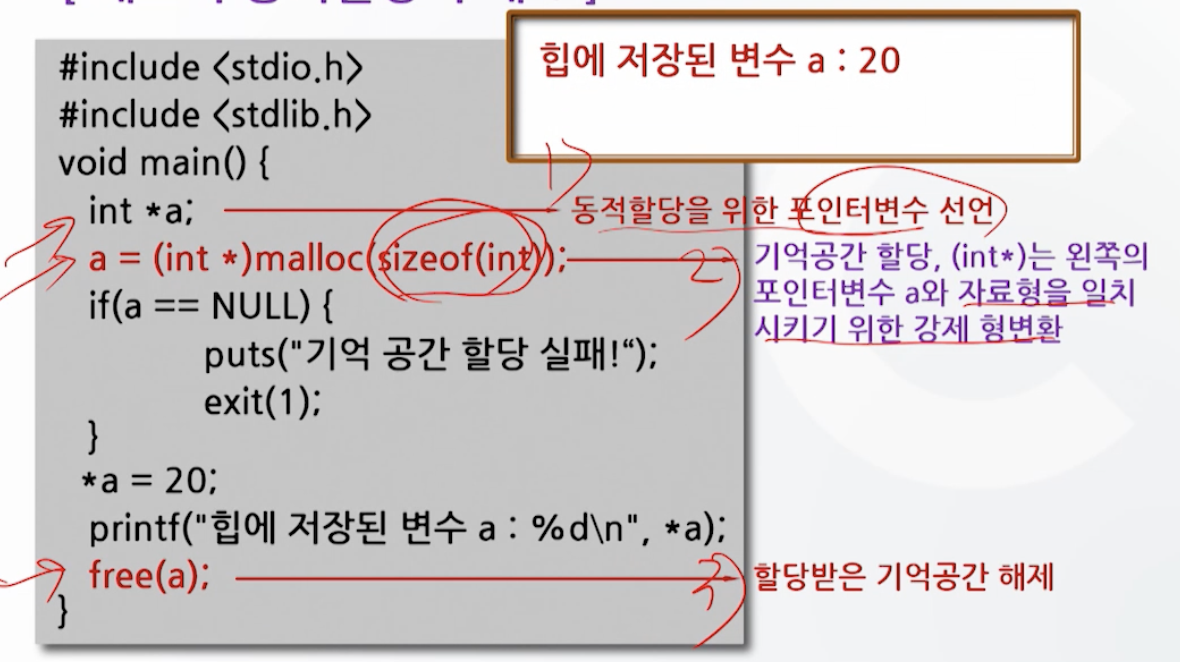 힙에 저장된 변수 a : 20
#include <stdio.h>
#include <stdlib.h>
void main() {
int *a;
동적할당을 위한 포인터변수 선언
1)
a = (int *)malloc(sizeof(int));
2)
기억공간 할당, (int*)는 왼쪽의
포인터변수 a와 자료형을 일치
시키기 위한 강제 형변환
if(a == NULL) {
puts("기억 공간 할당 실패!“);
exit(1);
}
*a = 20;
printf("힙에 저장된 변수 a : %d\n", *a);
free(a);
3)
할당받은 기억공간 해제
}